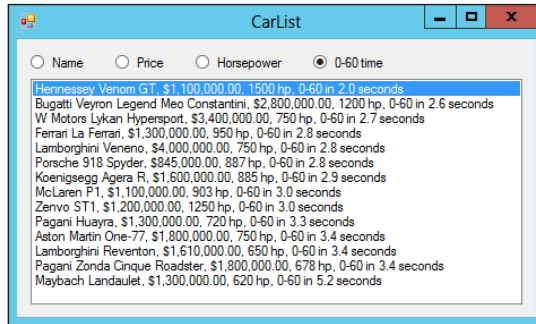 CarList
Name Price Horsepower 0-60 time
Hennessey Venom GT, $1,100,000.00, 1500 hp, 0-60 in 2.0 seconds
Bugatti Veyron Legend Meo Constantini, $2,800,000.00, 1200 hp, 0-60 in 2.6 seconds
W Motors Lykan Hypersport, $3,400,000.00, 750 hp, 0-60 in 2.7 seconds
Ferrari La Ferrari, $1,300,000.00, 950 hp, 0-60 in 2.8 seconds
Lamborghini Veneno, $4,000,000.00, 750 hp, 0-60 in 2.8 seconds
Porsche 918 Spyder, $845,000.00, 887 hp, 0-60 in 2.8 seconds
Koenigsegg Agera R, $1,600,000.00, 885 hp, 0-60 in 2.9 seconds
McLaren P1, $1,100,000.00, 903 hp, 0-60 in 3.0 seconds
Zenvo ST1, $1,200,000.00, 1250 hp, 0-60 in 3.0 seconds
Pagani Huayra, $1,300,000.00, 720 hp, 0-60 in 3.3 seconds
Aston Martin One-77, $1,800,000.00, 750 hp, 0-60 in 3.4 seconds
Lamborghini Reventon, $1,610,000.00, 650 hp, 0-60 in 3.4 seconds
Pagani Zonda Cinque Roadster, $1,800,000.00, 678 hp, 0-60 in 3.4 seconds
Maybach Landaulet, $1,300,000.00, 620 hp, 0-60 in 5.2 seconds